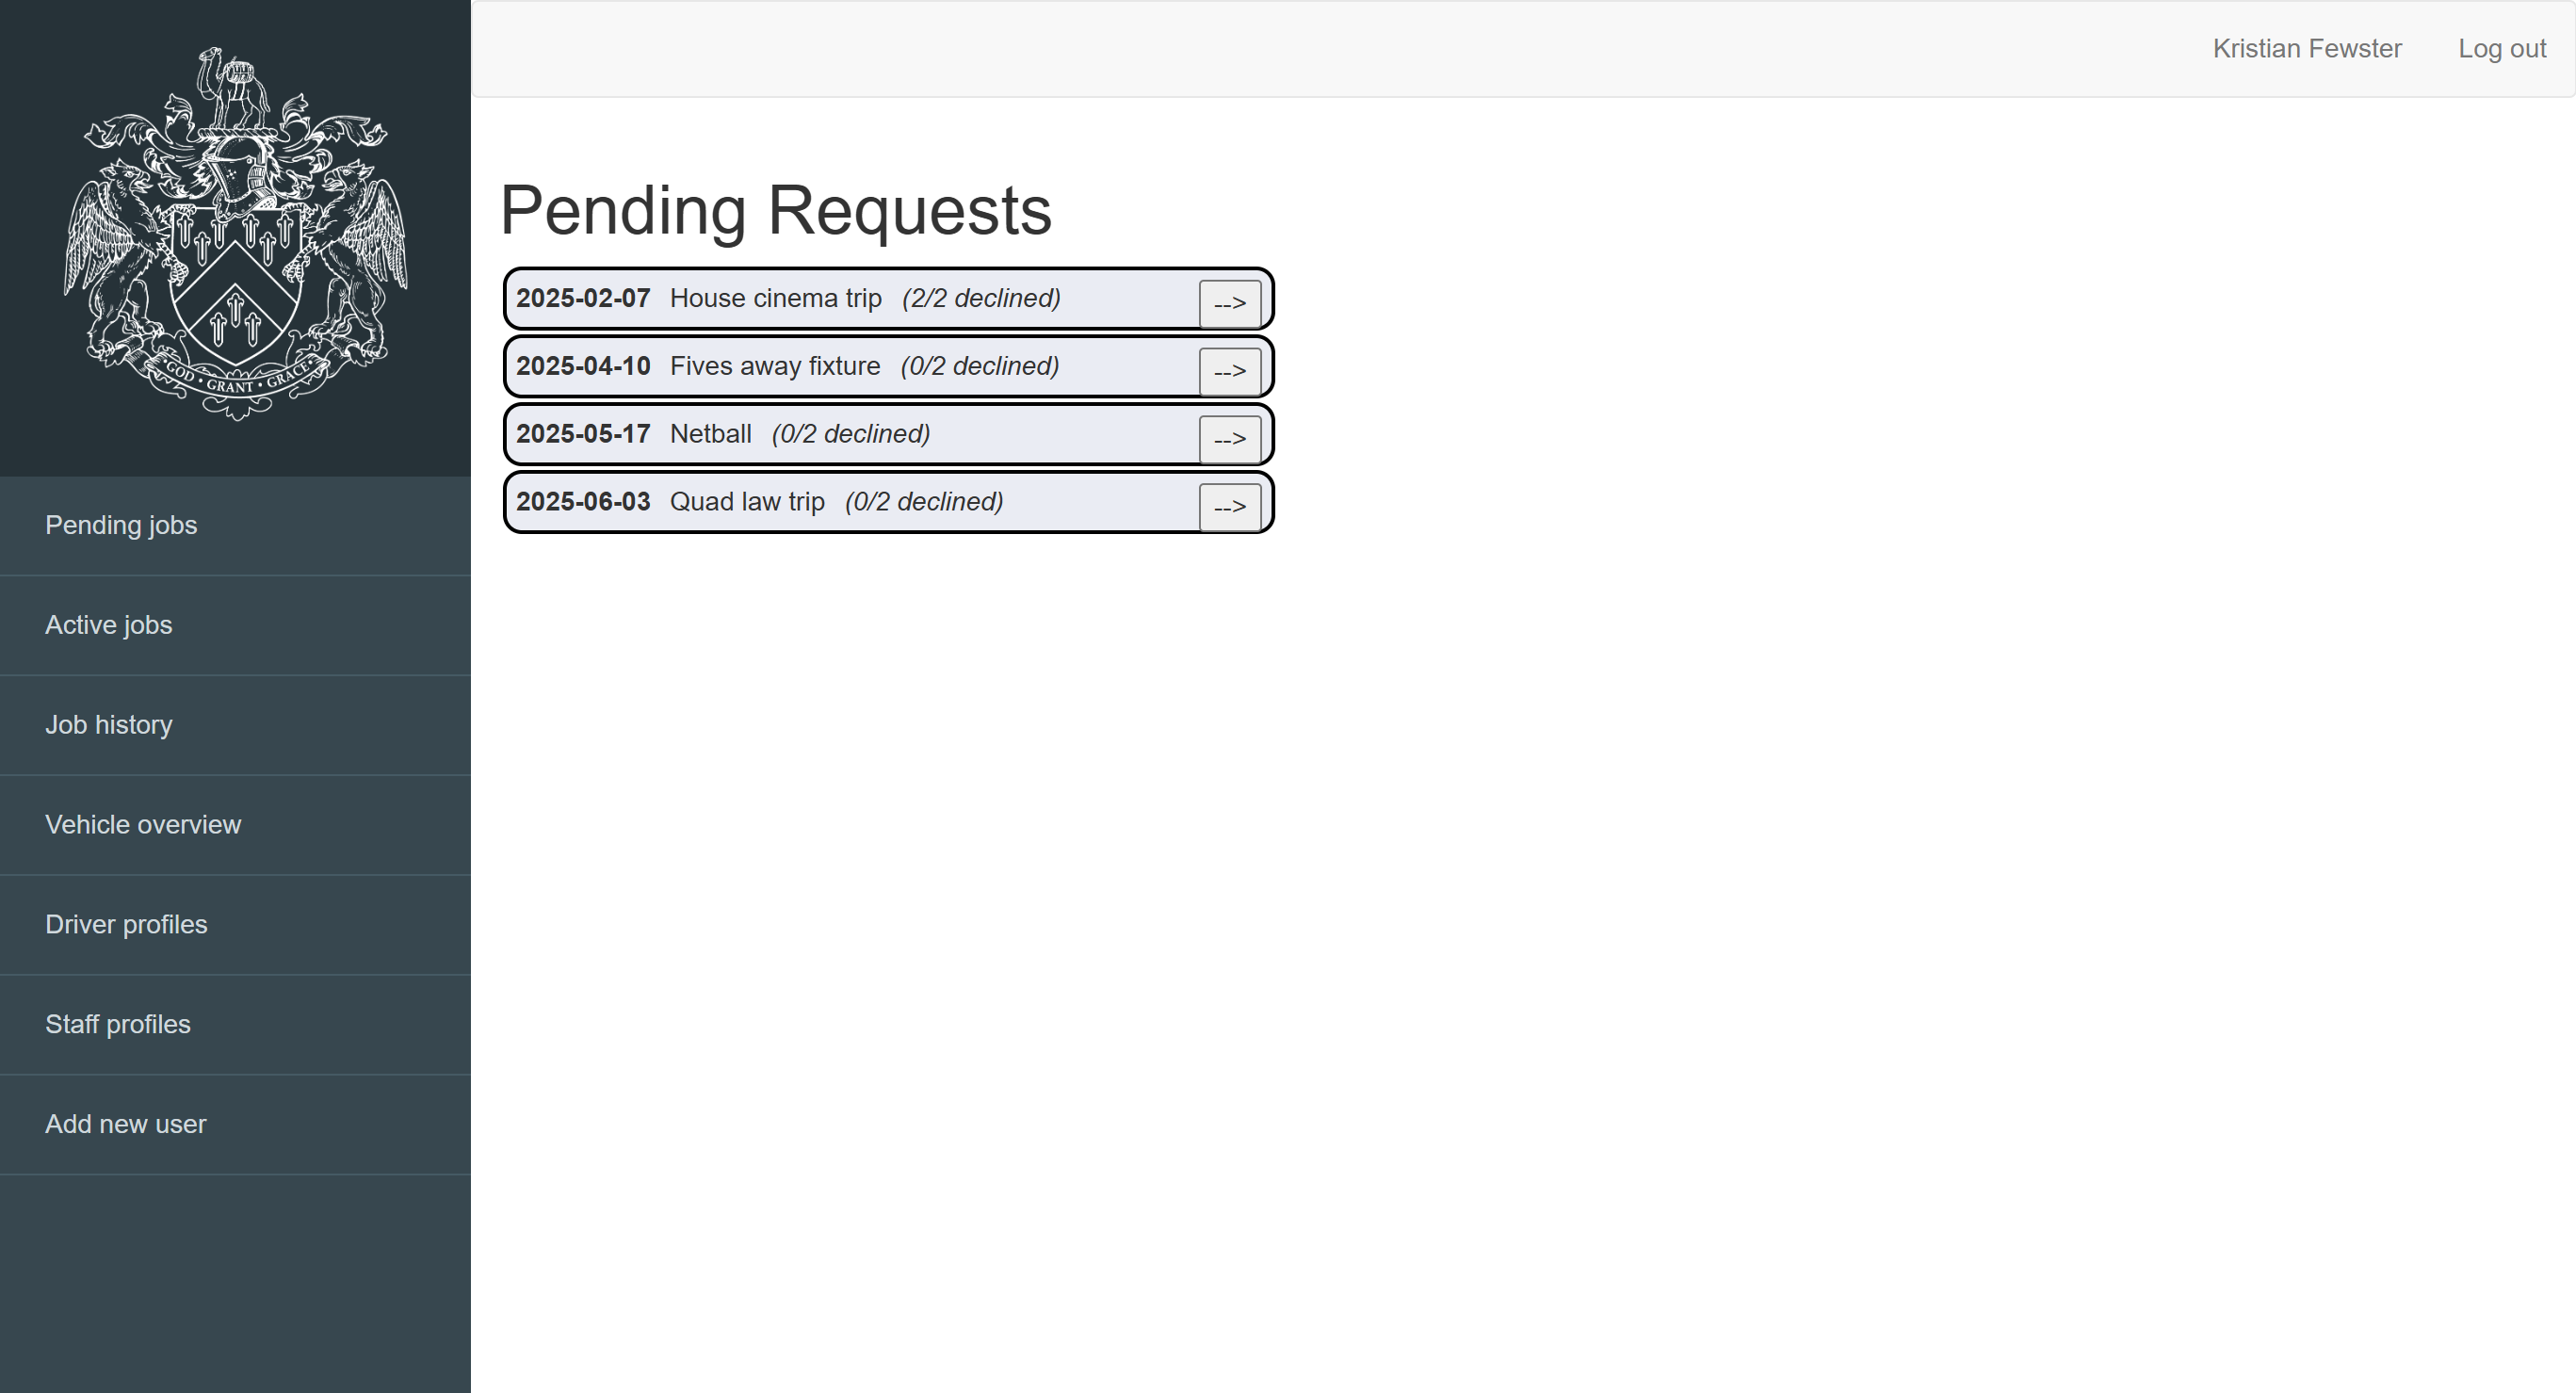 Kristian Fewster Log out
GOD · GRANT · GRACE
Pending Requests
2025-02-07 House cinema trip (2/2 declined) -->
2025-04-10 Fives away fixture (0/2 declined) -->
2025-05-17 Netball (0/2 declined) -->
2025-06-03 Quad law trip (0/2 declined) -->
Pending jobs
Active jobs
Job history
Vehicle overview
Driver profiles
Staff profiles
Add new user